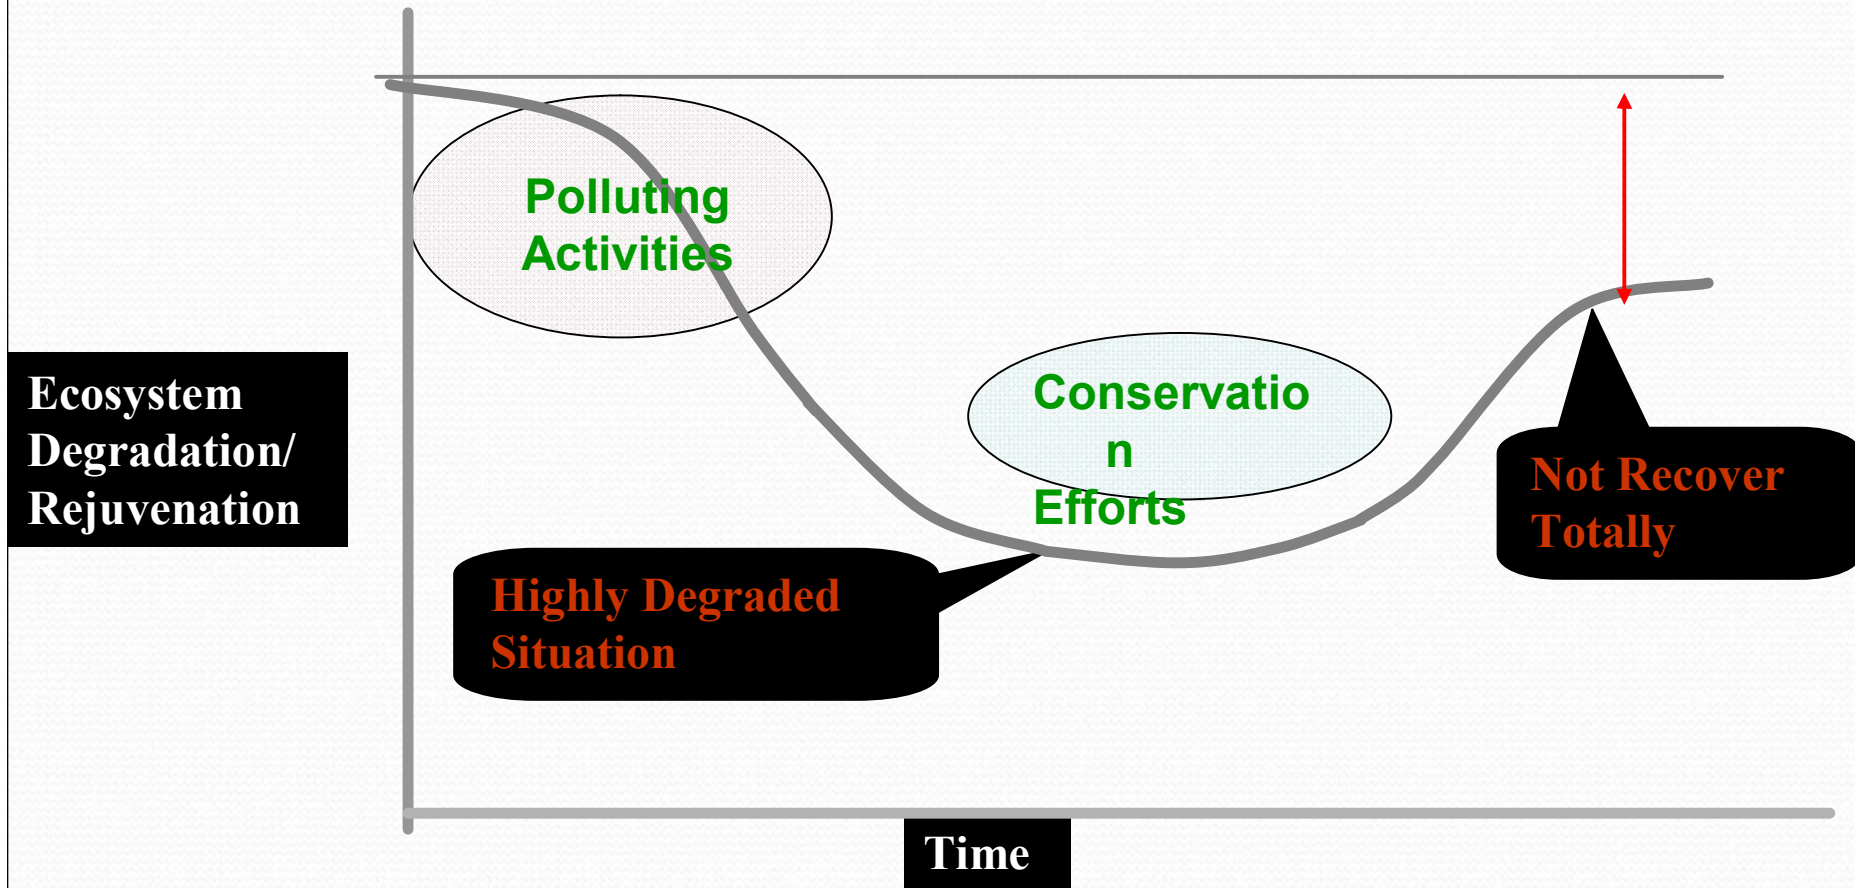 Polluting
Activities
Ecosystem
Degradation/
Rejuvenation
Conservatio
n
Efforts
Not Recover
Totally
Highly Degraded
Situation
Time